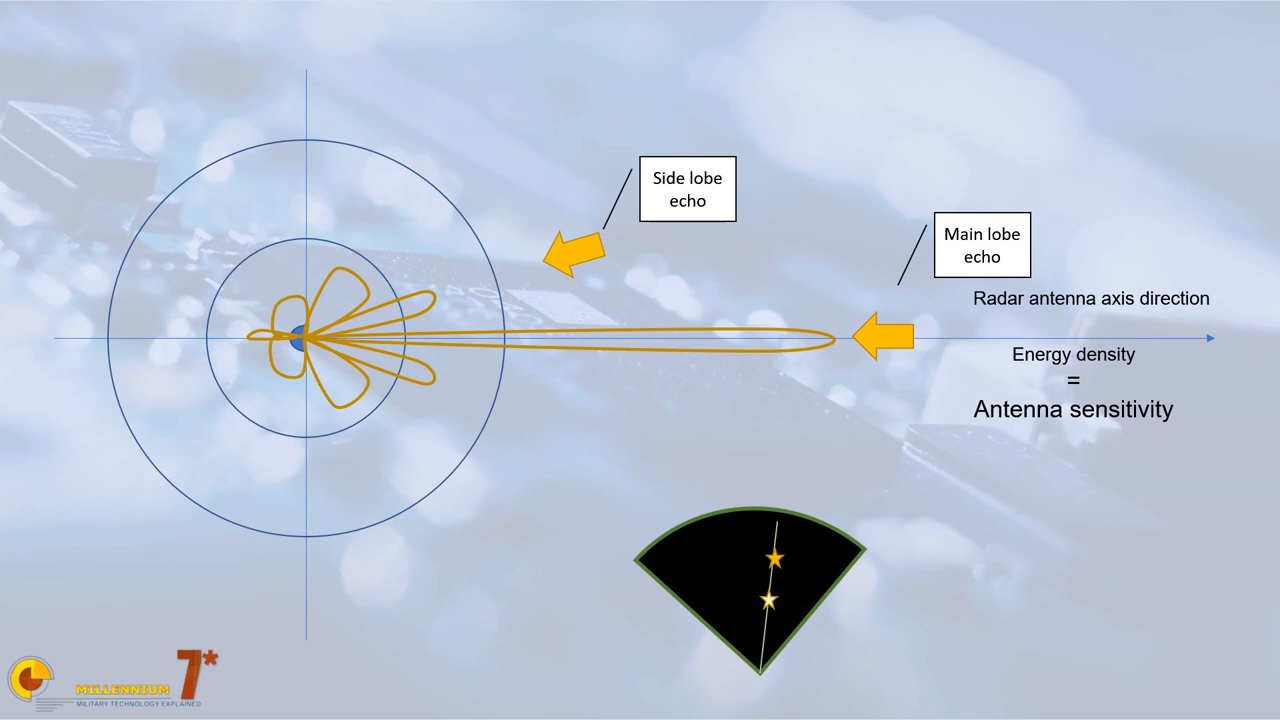 Side lobe
echo
Main lobe
echo
Radar antenna axis direction
Energy density
=
Antenna sensitivity
7*
MILLENNIUM
MILITARY TECHNOLOGY EXPLAINED